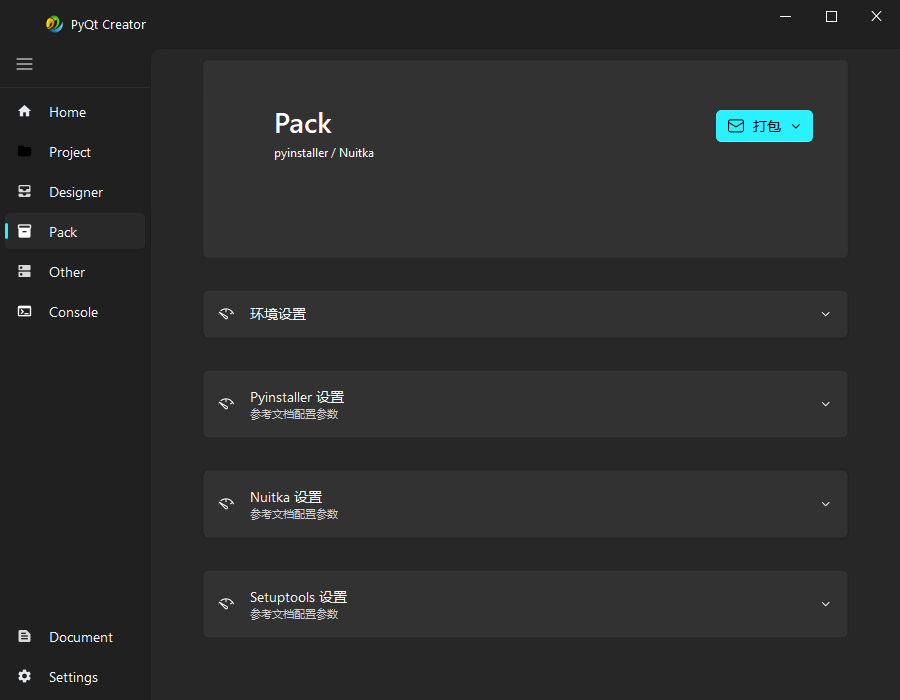 PyQt Creator
Home
Project
Designer
Pack
Other
Console
Document
Settings
Pack
pyinstaller / Nuitka
打包
环境设置
Pyinstaller 设置
参考文档配置参数
Nuitka 设置
参考文档配置参数
Setuptools 设置
参考文档配置参数